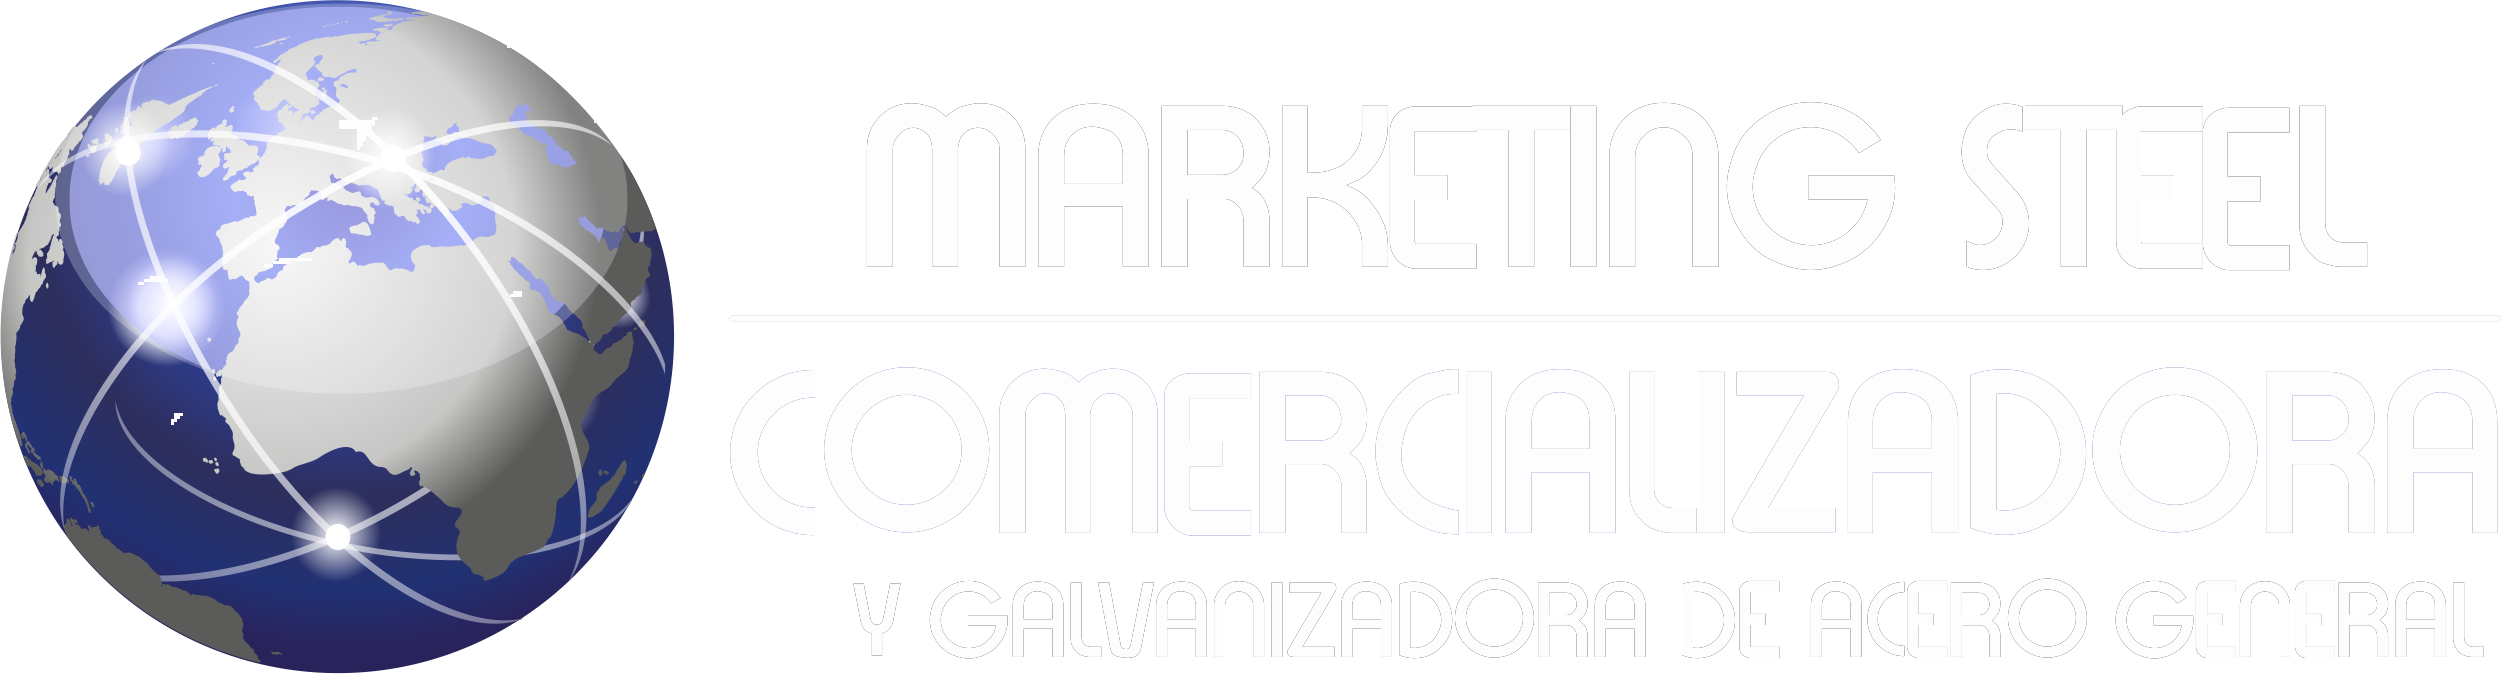 MARKETING STEEL
COMERCIALIZADORA
Y GALVANIZADORA DE ACERO GENERAL